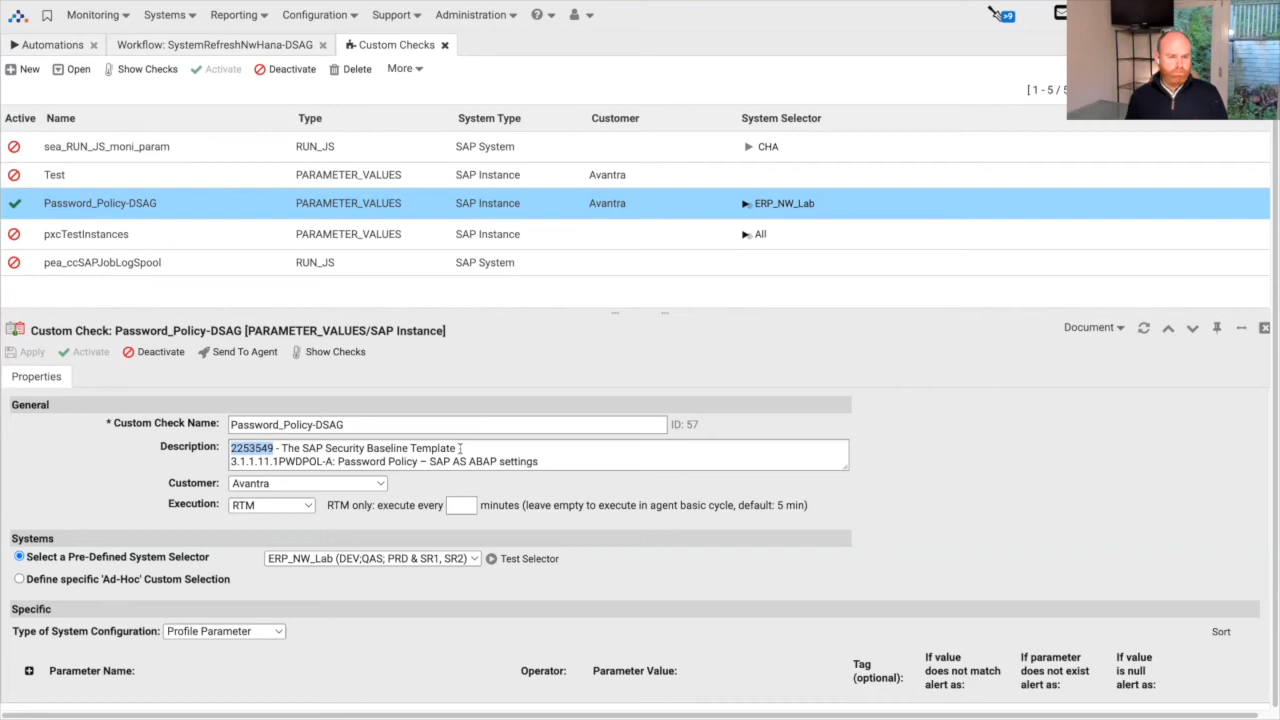 Monitoring Systems Reporting Configuration Support Administration
>9
Automations Workflow: SystemRefreshNwHana-DSAG Custom Checks
New Open Show Checks Activate Deactivate Delete More
[ 1 - 5 / 5
Active Name Type System Type Customer System Selector
sea_RUN_JS_moni_param RUN_JS SAP System CHA
Test PARAMETER_VALUES SAP Instance Avantra
Password_Policy-DSAG PARAMETER_VALUES SAP Instance Avantra ERP_NW_Lab
pxcTestInstances PARAMETER_VALUES SAP Instance All
pea_ccSAPJobLogSpool RUN_JS SAP System
Custom Check: Password_Policy-DSAG [PARAMETER_VALUES/SAP Instance] Document
Apply Activate Deactivate Send To Agent Show Checks
Properties
General
* Custom Check Name: Password_Policy-DSAG ID: 57
Description: 2253549 - The SAP Security Baseline Template
3.1.1.11.1PWDPOL-A: Password Policy – SAP AS ABAP settings
Customer: Avantra
Execution: RTM RTM only: execute every minutes (leave empty to execute in agent basic cycle, default: 5 min)
Systems
Select a Pre-Defined System Selector ERP_NW_Lab (DEV;QAS; PRD & SR1, SR2) Test Selector
Define specific 'Ad-Hoc' Custom Selection
Specific
Type of System Configuration: Profile Parameter Sort
Parameter Name: Operator: Parameter Value: Tag (optional): If value does not match alert as: If parameter does not exist alert as: If value is null alert as: